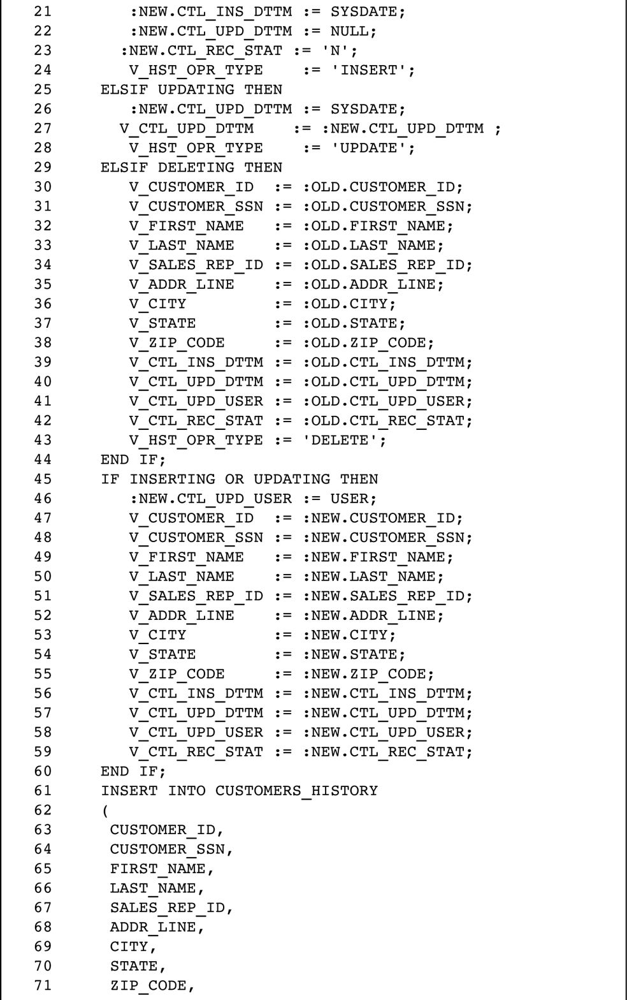 21        :NEW.CTL_INS_DTTM := SYSDATE;
22        :NEW.CTL_UPD_DTTM := NULL;
23       :NEW.CTL_REC_STAT := 'N';
24        V_HST_OPR_TYPE    := 'INSERT';
25     ELSIF UPDATING THEN
26        :NEW.CTL_UPD_DTTM := SYSDATE;
27       V_CTL_UPD_DTTM    := :NEW.CTL_UPD_DTTM ;
28        V_HST_OPR_TYPE    := 'UPDATE';
29     ELSIF DELETING THEN
30        V_CUSTOMER_ID  := :OLD.CUSTOMER_ID;
31        V_CUSTOMER_SSN := :OLD.CUSTOMER_SSN;
32        V_FIRST_NAME   := :OLD.FIRST_NAME;
33        V_LAST_NAME    := :OLD.LAST_NAME;
34        V_SALES_REP_ID := :OLD.SALES_REP_ID;
35        V_ADDR_LINE    := :OLD.ADDR_LINE;
36        V_CITY         := :OLD.CITY;
37        V_STATE        := :OLD.STATE;
38        V_ZIP_CODE     := :OLD.ZIP_CODE;
39        V_CTL_INS_DTTM := :OLD.CTL_INS_DTTM;
40        V_CTL_UPD_DTTM := :OLD.CTL_UPD_DTTM;
41        V_CTL_UPD_USER := :OLD.CTL_UPD_USER;
42        V_CTL_REC_STAT := :OLD.CTL_REC_STAT;
43        V_HST_OPR_TYPE := 'DELETE';
44     END IF;
45     IF INSERTING OR UPDATING THEN
46        :NEW.CTL_UPD_USER := USER;
47        V_CUSTOMER_ID  := :NEW.CUSTOMER_ID;
48        V_CUSTOMER_SSN := :NEW.CUSTOMER_SSN;
49        V_FIRST_NAME   := :NEW.FIRST_NAME;
50        V_LAST_NAME    := :NEW.LAST_NAME;
51        V_SALES_REP_ID := :NEW.SALES_REP_ID;
52        V_ADDR_LINE    := :NEW.ADDR_LINE;
53        V_CITY         := :NEW.CITY;
54        V_STATE        := :NEW.STATE;
55        V_ZIP_CODE     := :NEW.ZIP_CODE;
56        V_CTL_INS_DTTM := :NEW.CTL_INS_DTTM;
57        V_CTL_UPD_DTTM := :NEW.CTL_UPD_DTTM;
58        V_CTL_UPD_USER := :NEW.CTL_UPD_USER;
59        V_CTL_REC_STAT := :NEW.CTL_REC_STAT;
60     END IF;
61     INSERT INTO CUSTOMERS_HISTORY
62     (
63      CUSTOMER_ID,
64      CUSTOMER_SSN,
65      FIRST_NAME,
66      LAST_NAME,
67      SALES_REP_ID,
68      ADDR_LINE,
69      CITY,
70      STATE,
71      ZIP_CODE,